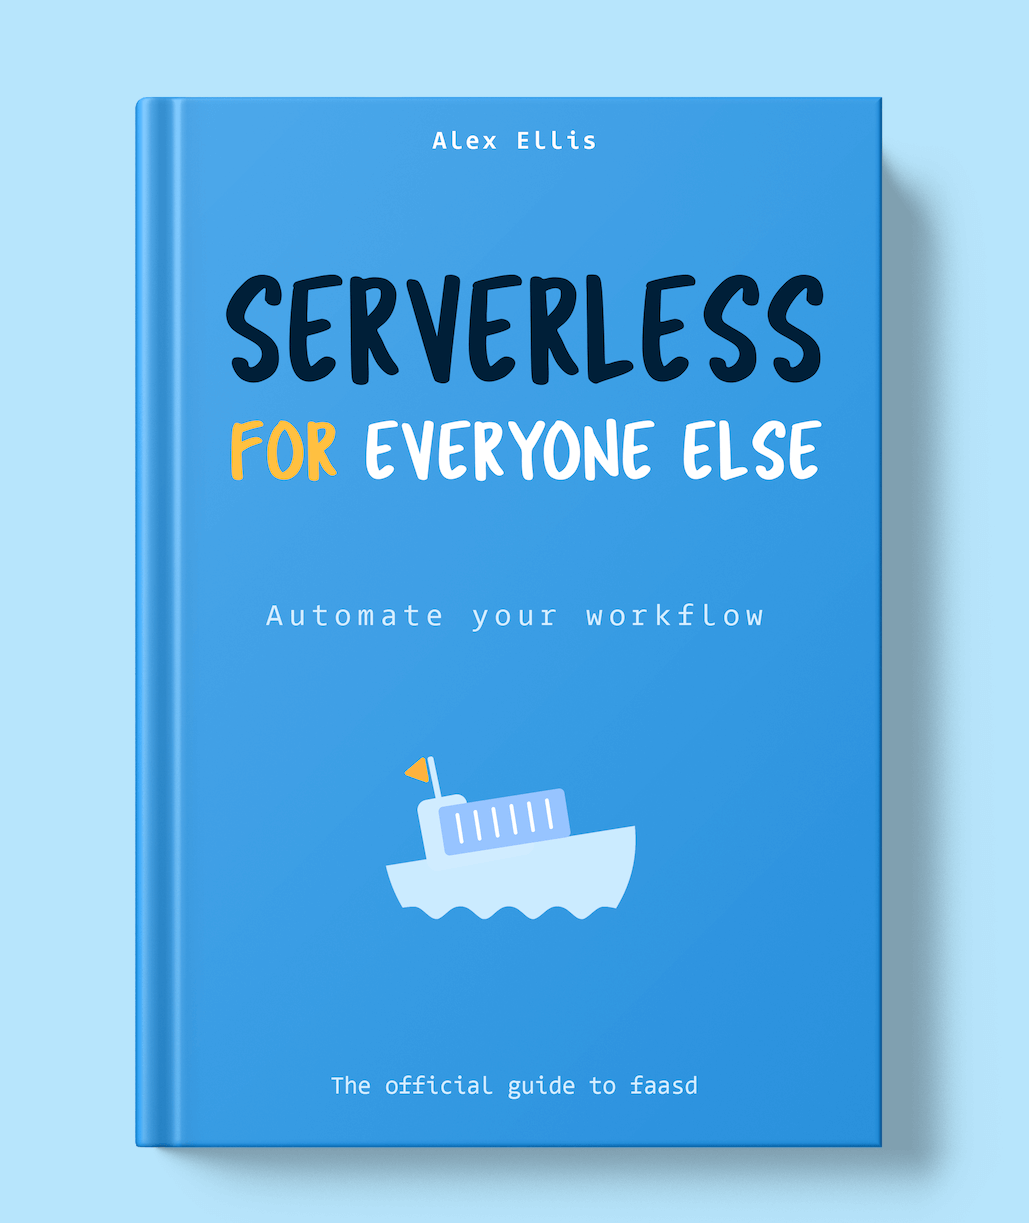 Alex Ellis
SERVERLESS
FOR EVERYONE ELSE
Automate your workflow
The official guide to faasd